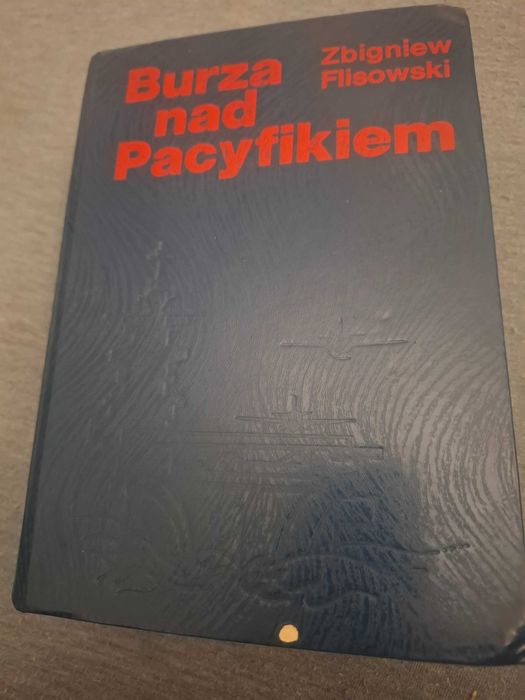 Zbigniew
Flisowski
Burza
nad
Pacyfikiem